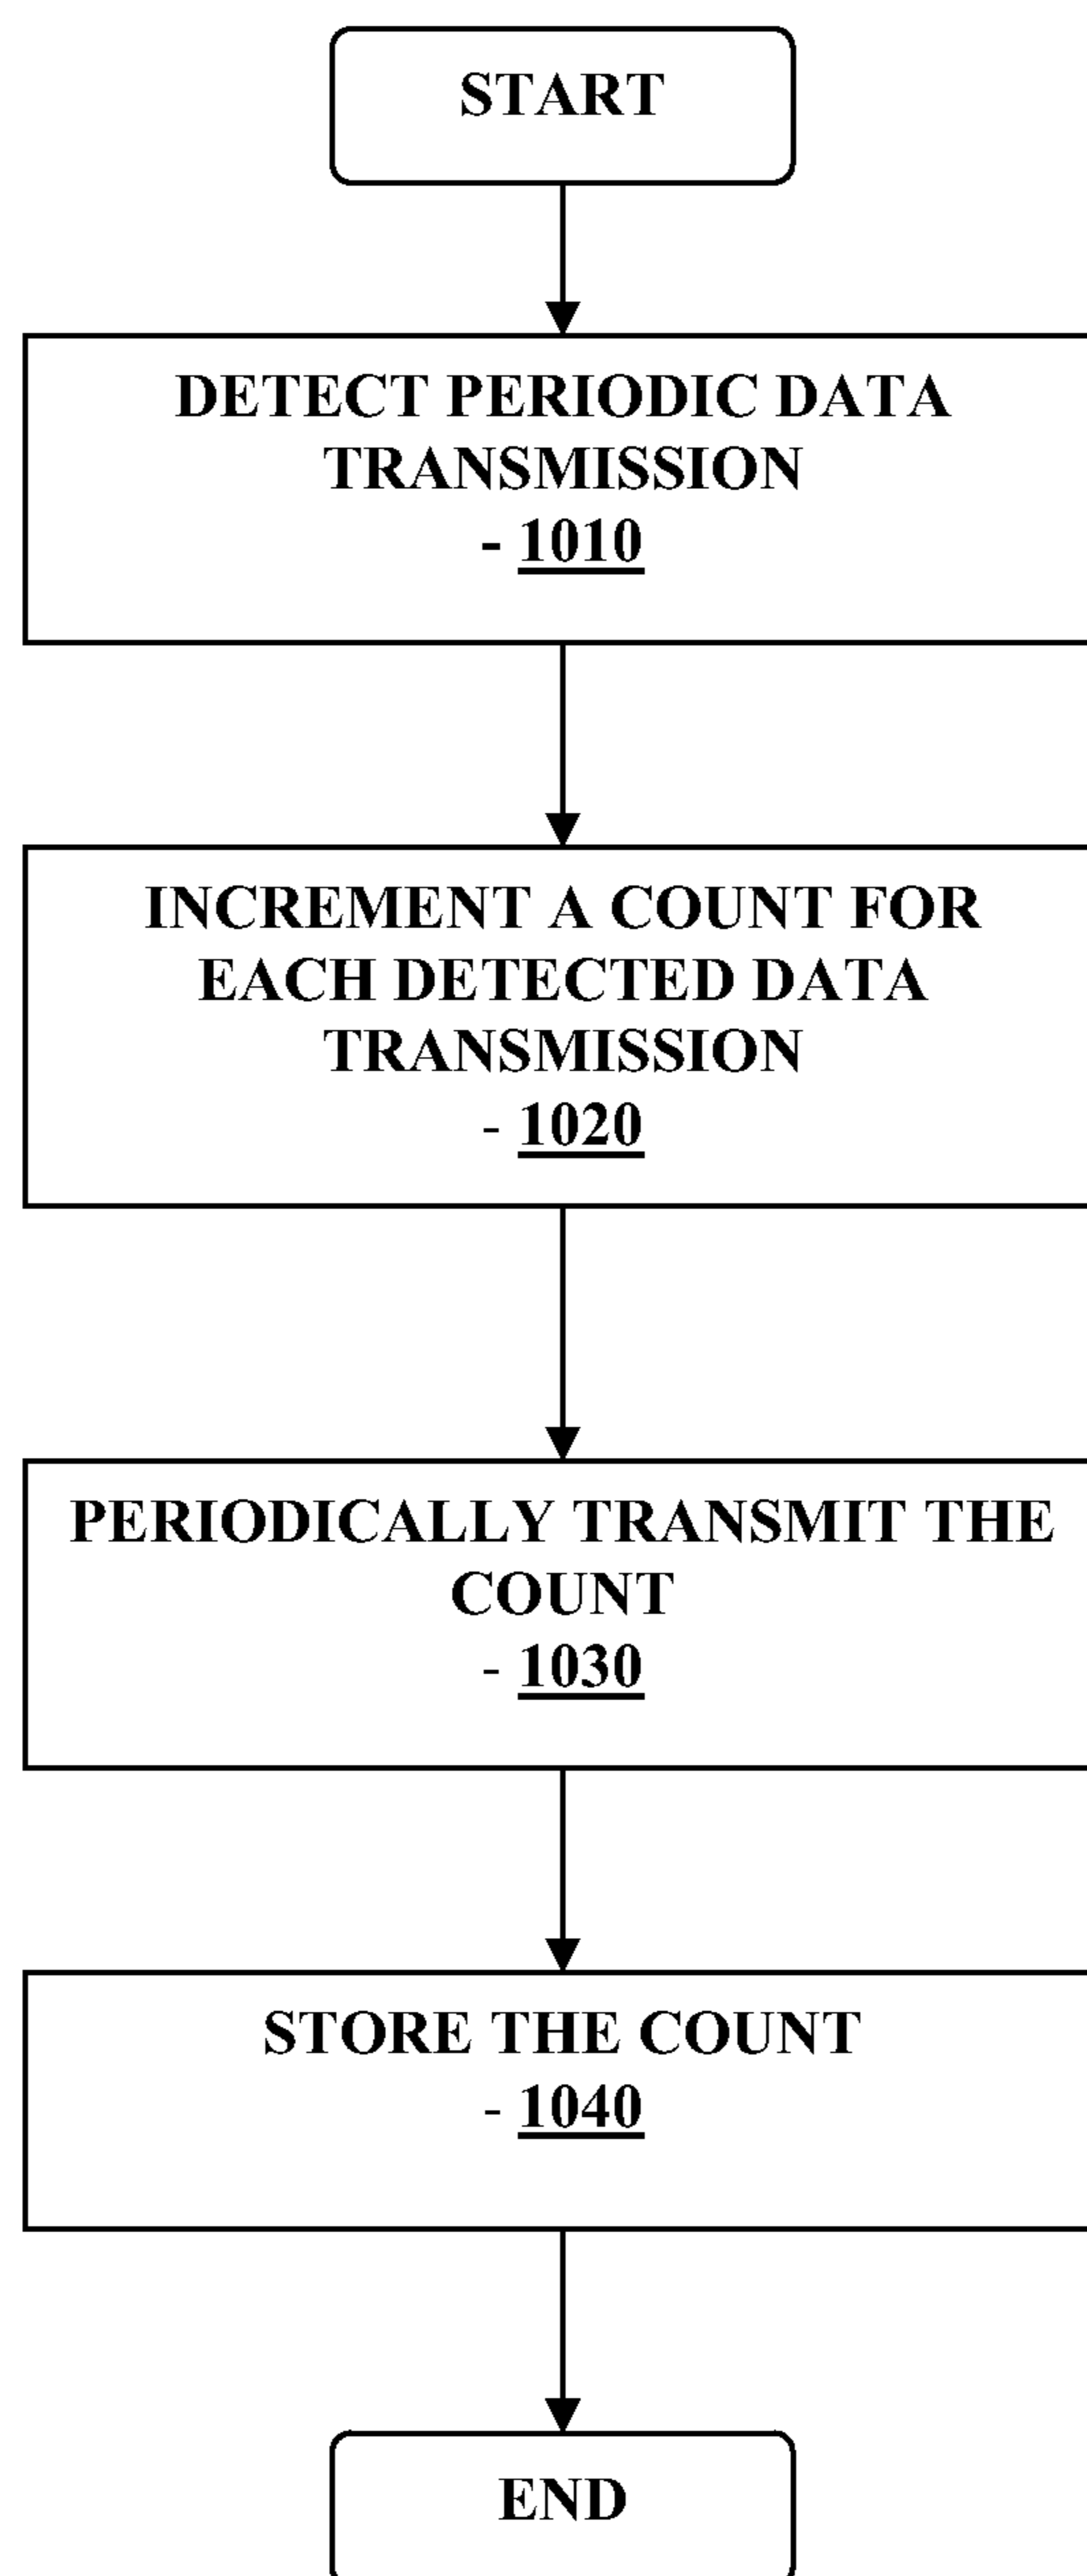 START
DETECT PERIODIC DATA
TRANSMISSION
- 1010
INCREMENT A COUNT FOR
EACH DETECTED DATA
TRANSMISSION
- 1020
PERIODICALLY TRANSMIT THE
COUNT
- 1030
STORE THE COUNT
- 1040
END